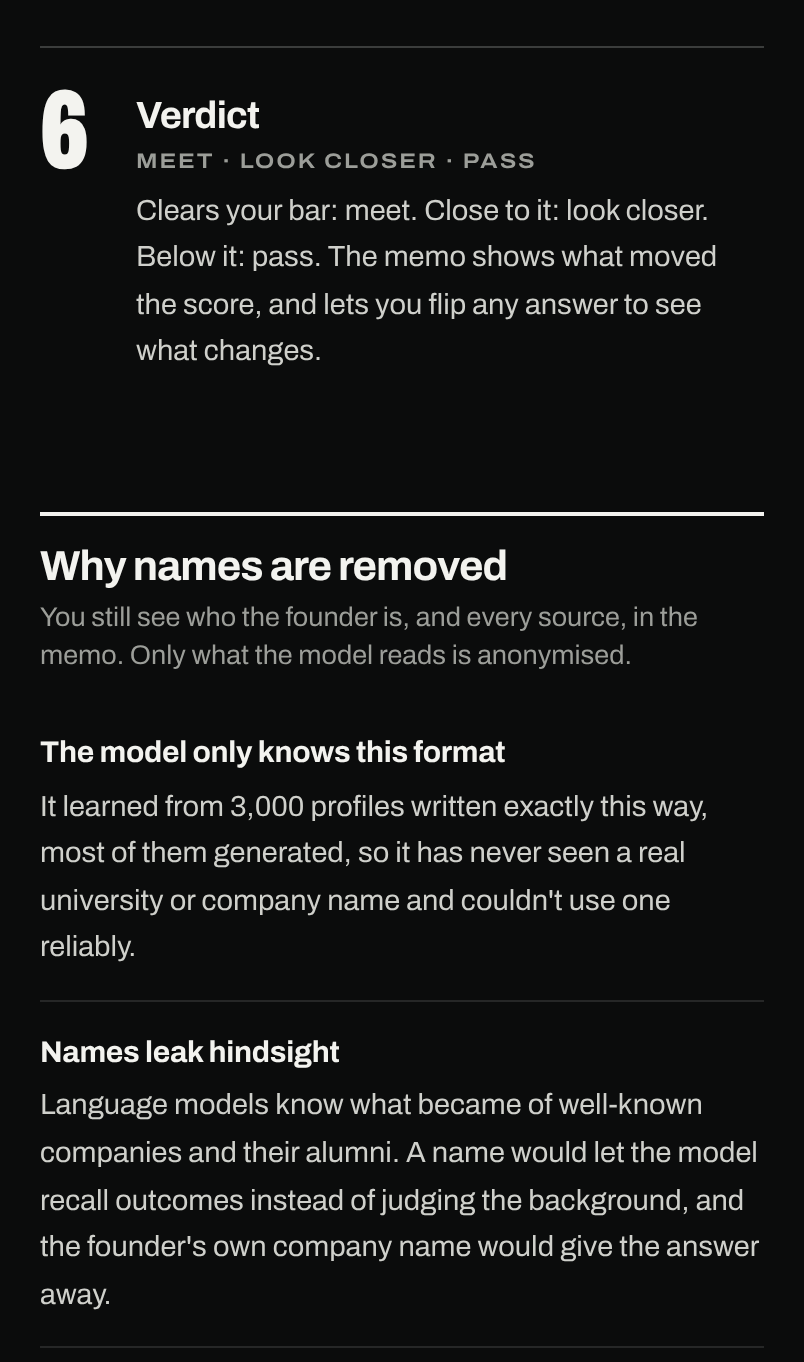 6
Verdict
MEET · LOOK CLOSER · PASS
Clears your bar: meet. Close to it: look closer.
Below it: pass. The memo shows what moved
the score, and lets you flip any answer to see
what changes.
Why names are removed
You still see who the founder is, and every source, in the
memo. Only what the model reads is anonymised.
The model only knows this format
It learned from 3,000 profiles written exactly this way,
most of them generated, so it has never seen a real
university or company name and couldn't use one
reliably.
Names leak hindsight
Language models know what became of well-known
companies and their alumni. A name would let the model
recall outcomes instead of judging the background, and
the founder's own company name would give the answer
away.